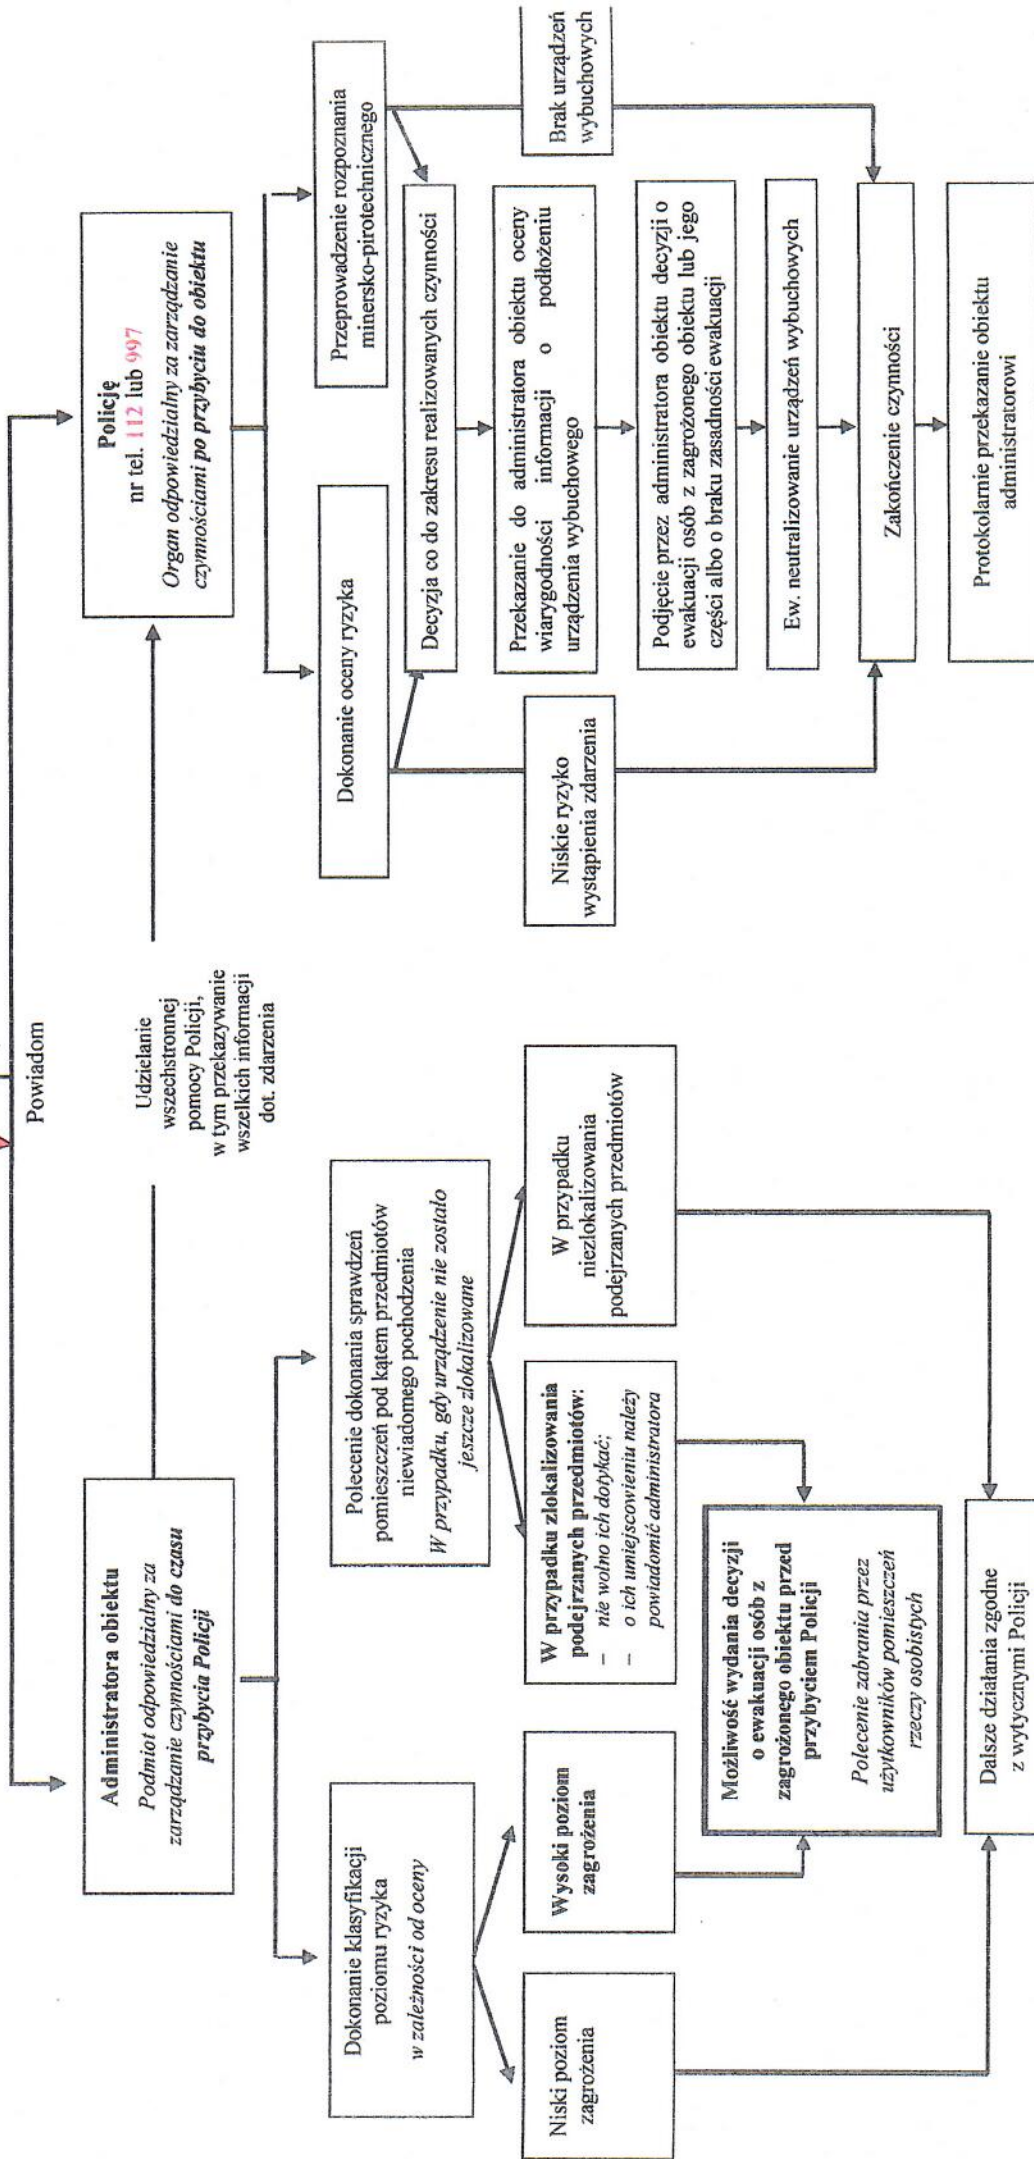 Powiadom
Administratora obiektu
Podmiot odpowiedzialny za
zarządzanie czynnościami do czasu
przybycia Policji
Udzielanie
wszechstronnej
pomocy Policji,
w tym przekazywanie
wszelkich informacji
dot. zdarzenia
Policję
nr tel. 112 lub 997
Organ odpowiedzialny za zarządzanie
czynnościami po przybyciu do obiektu
Dokonanie klasyfikacji
poziomu ryzyka
w zależności od oceny
Polecenie dokonania sprawdzeń
pomieszczeń pod kątem przedmiotów
niewiadomego pochodzenia
W przypadku, gdy urządzenie nie zostało
jeszcze zlokalizowane
Niski poziom
zagrożenia
Wysoki poziom
zagrożenia
W przypadku zlokalizowania
podejrzanych przedmiotów:
– nie wolno ich dotykać;
– o ich umiejscowieniu należy
powiadomić administratora
W przypadku
niezlokalizowania
podejrzanych przedmiotów
Możliwość wydania decyzji
o ewakuacji osób z
zagrożonego obiektu przed
przybyciem Policji
Polecenie zabrania przez
użytkowników pomieszczeń
rzeczy osobistych
Dalsze działania zgodne
z wytycznymi Policji
Dokonanie oceny ryzyka
Przeprowadzenie rozpoznania
minersko-pirotechnicznego
Decyzja co do zakresu realizowanych czynności
Niskie ryzyko
wystąpienia zdarzenia
Przekazanie do administratora obiektu oceny
wiarygodności informacji o podłożeniu
urządzenia wybuchowego
Brak urządzeń
wybuchowych
Podjęcie przez administratora obiektu decyzji o
ewakuacji osób z zagrożonego obiektu lub jego
części albo o braku zasadności ewakuacji
Ew. neutralizowanie urządzeń wybuchowych
Zakończenie czynności
Protokolarnie przekazanie obiektu
administratorowi